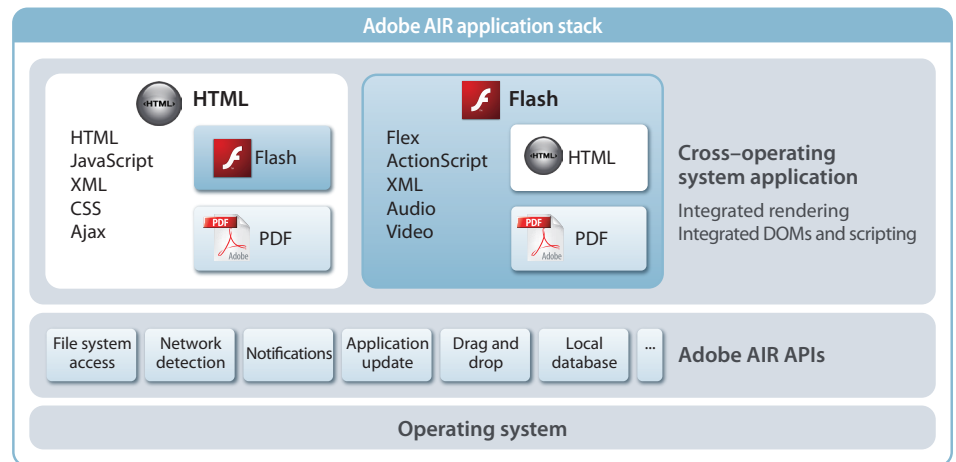 Adobe AIR application stack
HTML
HTML
HTML
JavaScript
XML
CSS
Ajax
Flash
PDF
PDF
Adobe
Flash
Flex
ActionScript
XML
Audio
Video
HTML
HTML
PDF
PDF
Adobe
Cross–operating
system application
Integrated rendering
Integrated DOMs and scripting
File system
access
Network
detection
Notifications
Application
update
Drag and
drop
Local
database
...
Adobe AIR APIs
Operating system